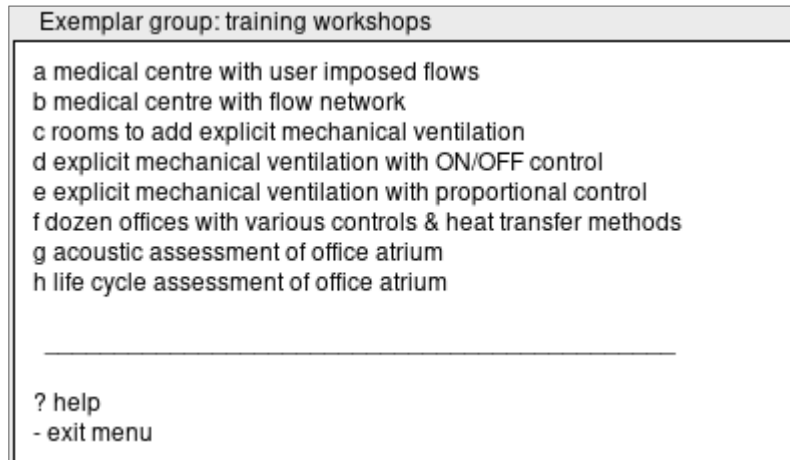 Exemplar group: training workshops
a medical centre with user imposed flows
b medical centre with flow network
c rooms to add explicit mechanical ventilation
d explicit mechanical ventilation with ON/OFF control
e explicit mechanical ventilation with proportional control
f dozen offices with various controls & heat transfer methods
g acoustic assessment of office atrium
h life cycle assessment of office atrium
? help
- exit menu